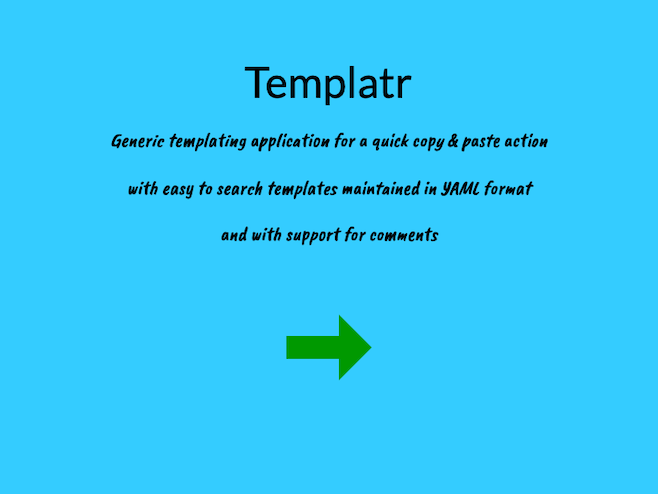 Templatr
Generic templating application for a quick copy & paste action
with easy to search templates maintained in YAML format
and with support for comments